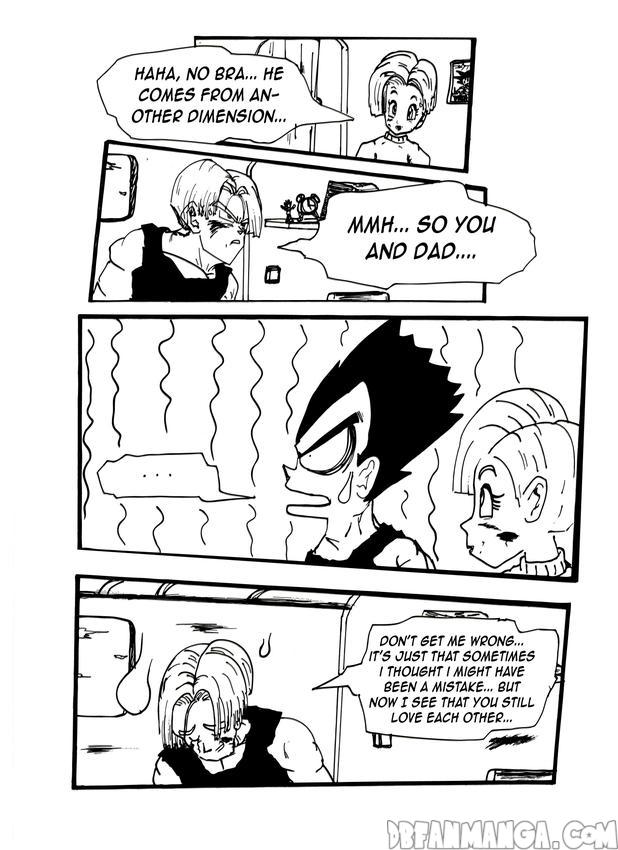 HAHA, NO BRA... HE
COMES FROM AN-
OTHER DIMENSION...
MMH... SO YOU
AND DAD....
...
DON'T GET ME WRONG...
IT'S JUST THAT SOMETIMES
I THOUGHT I MIGHT HAVE
BEEN A MISTAKE... BUT
NOW I SEE THAT YOU STILL
LOVE EACH OTHER...
DBFANMANGA.COM